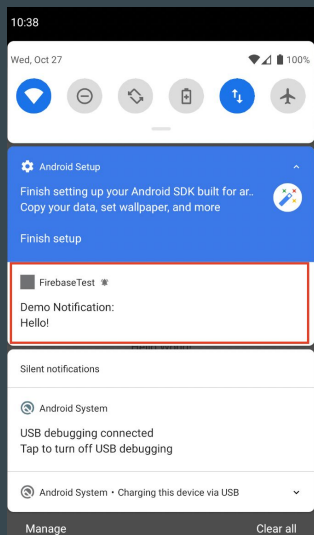 10:38
Wed, Oct 27
100%
Android Setup
Finish setting up your Android SDK built for ar..
Copy your data, set wallpaper, and more
Finish setup
FirebaseTest
Demo Notification:
Hello!
Silent notifications
Android System
USB debugging connected
Tap to turn off USB debugging
Android System • Charging this device via USB
Manage
Clear all